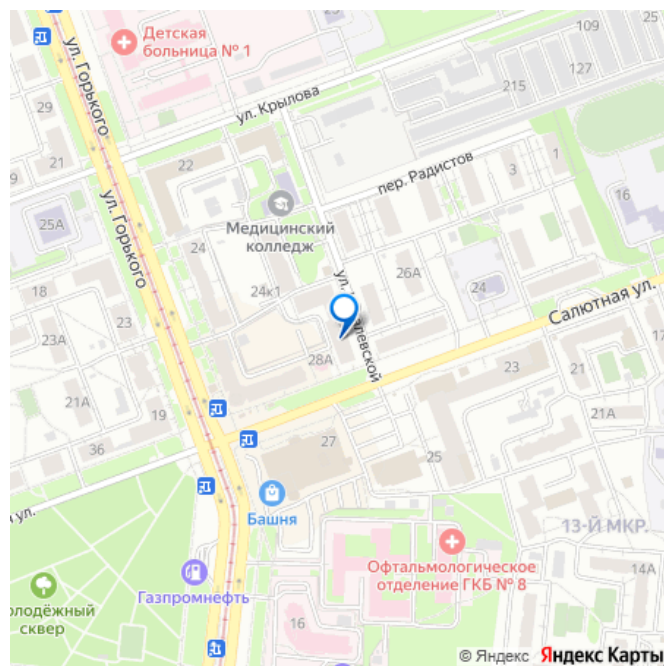 Детская
больница № 1
109
25
127
215
ул. Горького
ул. Крылова
29
21
22
пер. Радистов
3
1
16
25А
ул. Горького
Медицинский
колледж
24
26А
24к1
24
18
23
23А
28А
Салютная ул.
23
21
21А
19
21А
36
27
25
ул.
Башня
13-Й МКР.
Офтальмологическое
отделение ГКБ № 8
Газпромнефть
14А
сквер
16
© Яндекс Яндекс Карты